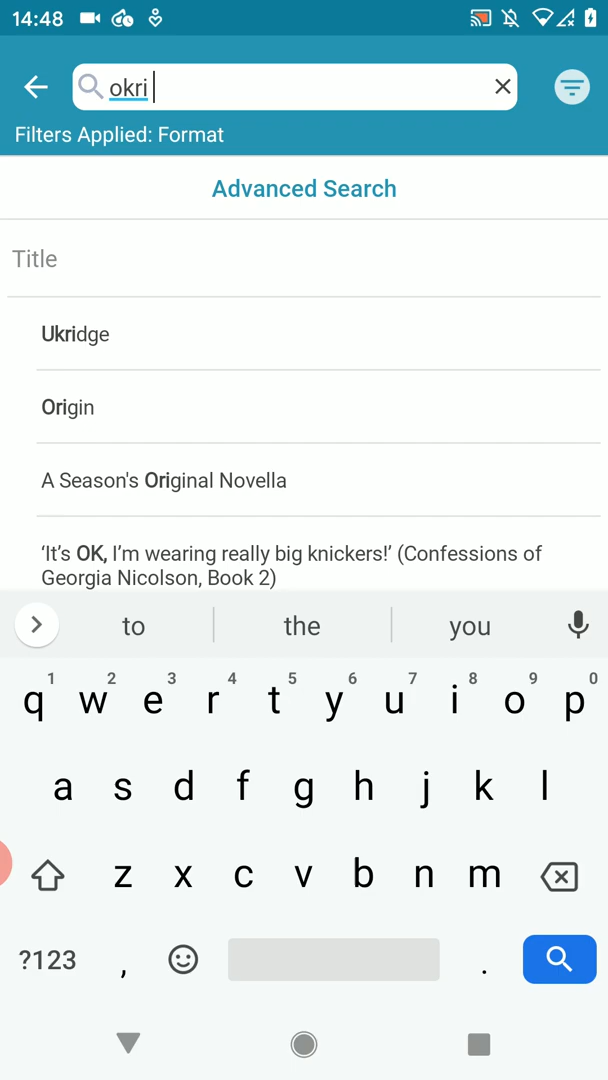 14:48
okri
Filters Applied: Format
Advanced Search
Title
Ukridge
Origin
A Season's Original Novella
‘It’s OK, I’m wearing really big knickers!’ (Confessions of
Georgia Nicolson, Book 2)
to the you
1 2 3 4 5 6 7 8 9 0
q w e r t y u i o p
a s d f g h j k l
z x c v b n m
?123 , .